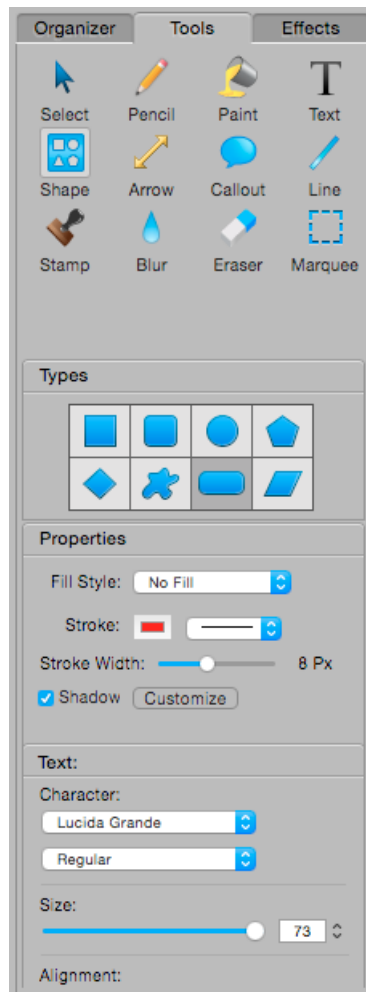 Organizer Tools Effects
Select Pencil Paint Text
Shape Arrow Callout Line
Stamp Blur Eraser Marquee
Types
Properties
Fill Style: No Fill
Stroke:
Stroke Width: 8 Px
Shadow Customize
Text:
Character:
Lucida Grande
Regular
Size:
73
Alignment: